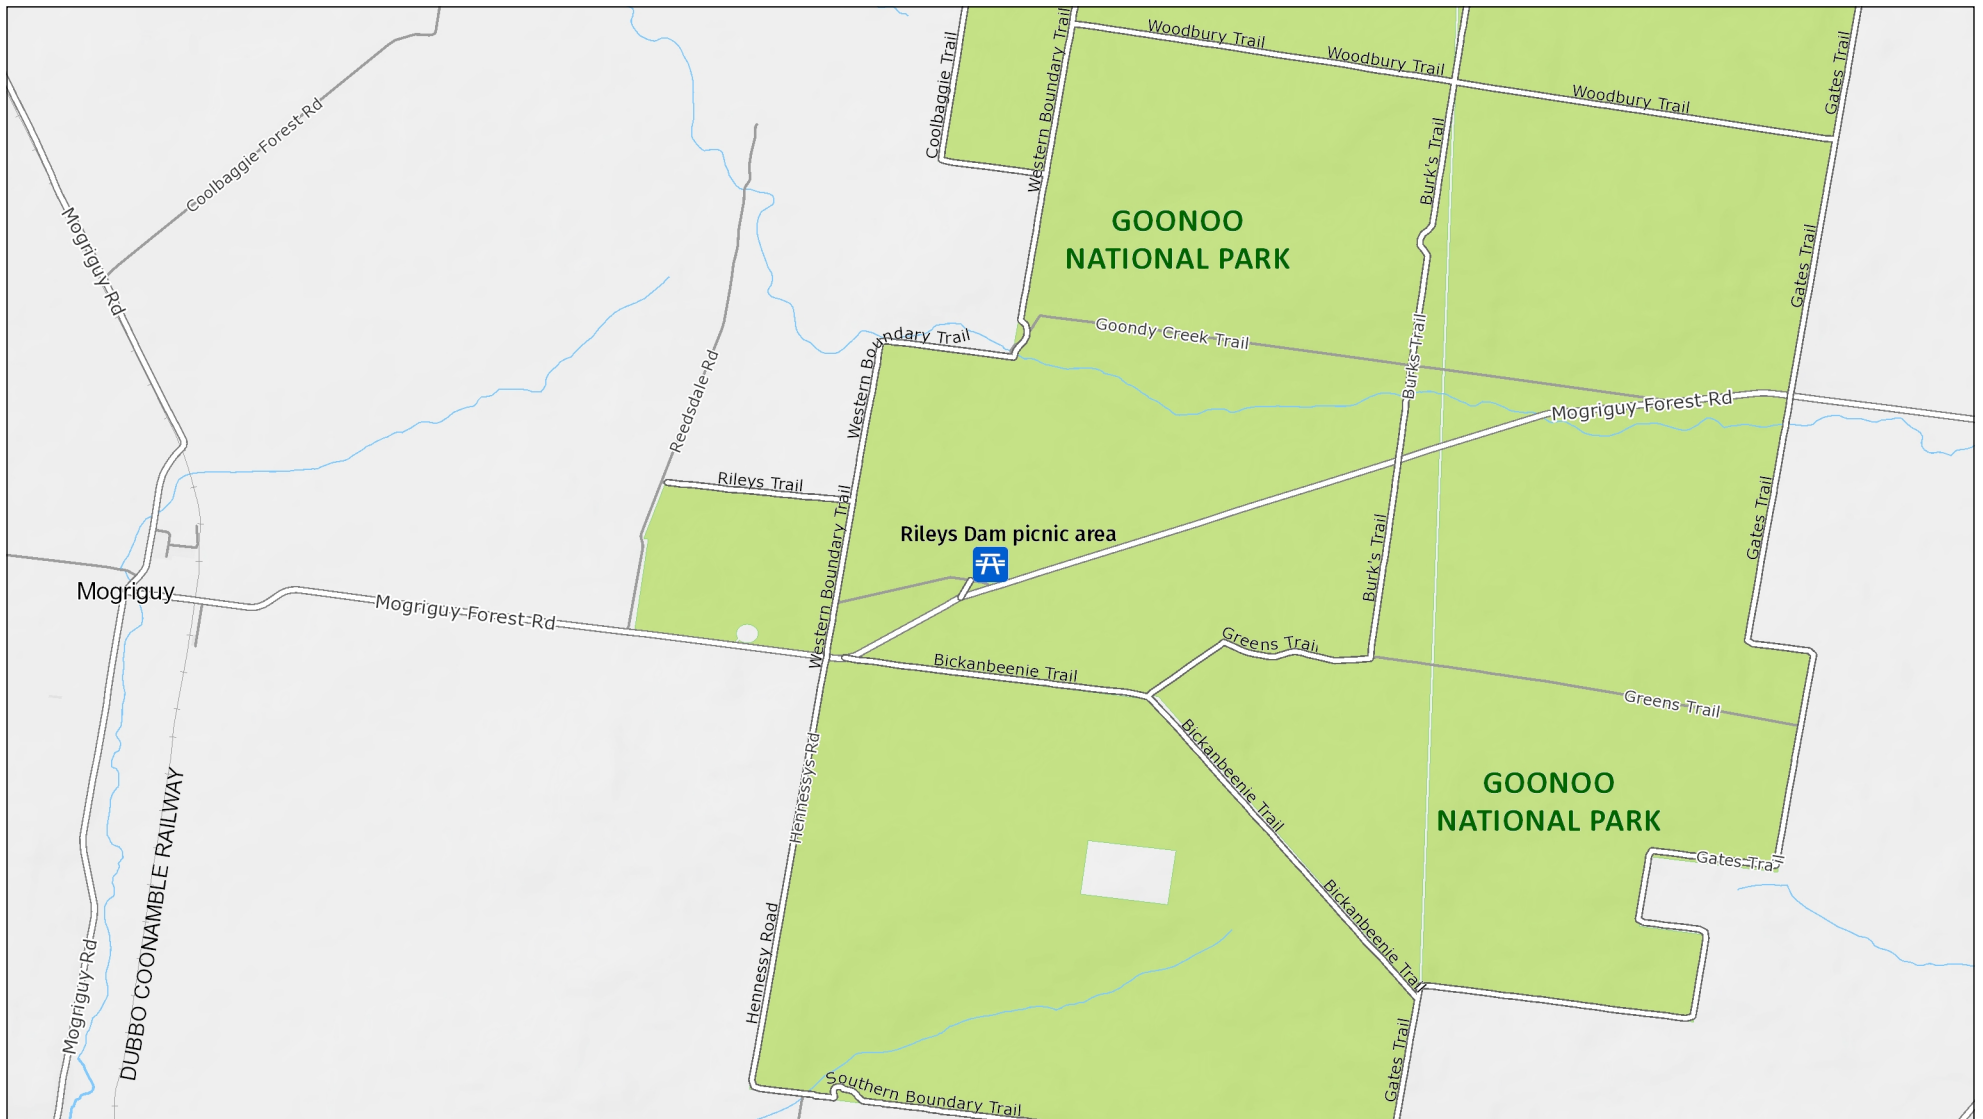 Woodbury Trail
Woodbury Trail
Woodbury Trail
Coolbaggie Trail
Western Boundary Trail
Gates Trail
Coolbaggie-Forest-Rd
Burk's Trail
Mogriguy-Rd
GOONOO
NATIONAL PARK
Gates Trail
Goondy Creek Trail
Western Boundary Trail
Burks Trail
Reedsdale-Rd
Mogriguy Forest Rd
Rileys Trail
Gates Trail
Rileys Dam picnic area
Western Boundary Trail
Burk's Trail
Mogriguy
Mogriguy Forest Rd
Greens Trail
Bickanbeenie Trail
Greens Trail
Hennessys-Rd
Bickanbeenie Trail
GOONOO
NATIONAL PARK
Gates Trail
DUBBO COONAMBLE RAILWAY
Mogriguy-Rd
Hennessy Road
Bickanbeenie Trail
Gates Trail
Southern Boundary Trail